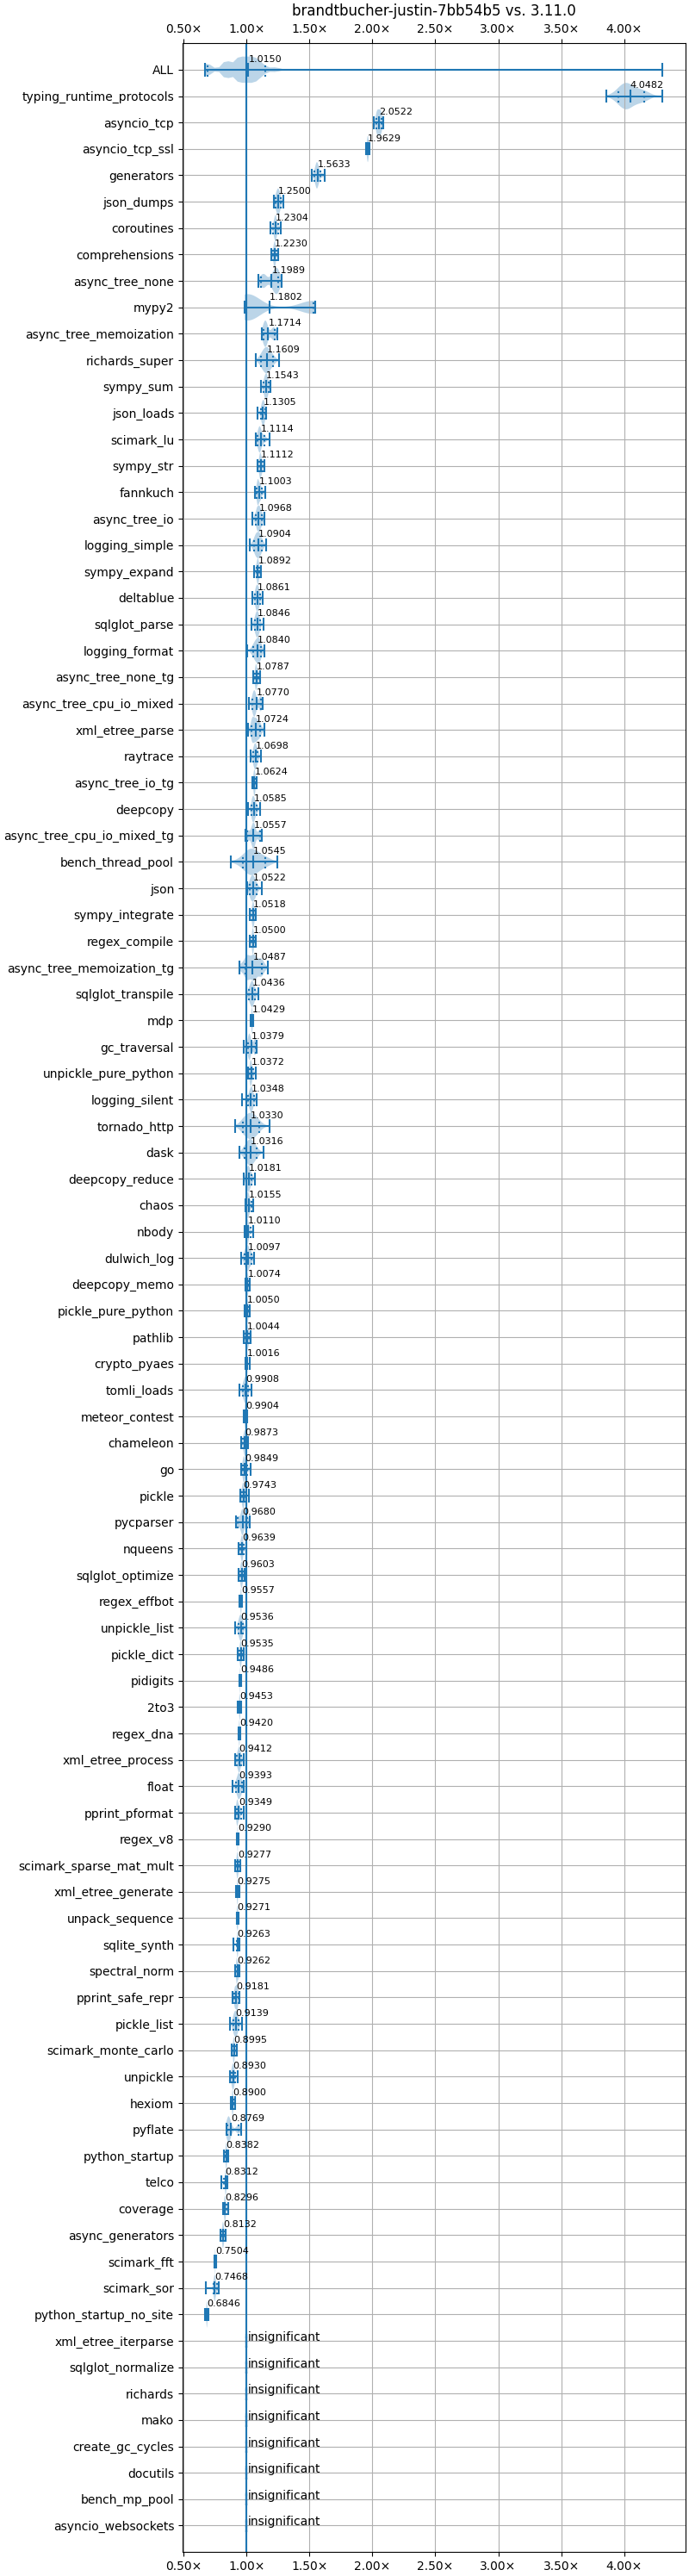 brandtbucher-justin-7bb54b5 vs. 3.11.0
0.50× 1.00× 1.50× 2.00× 2.50× 3.00× 3.50× 4.00×
ALL 1.0150
typing_runtime_protocols 4.0482
asyncio_tcp 2.0522
asyncio_tcp_ssl 1.9629
generators 1.5633
json_dumps 1.2500
coroutines 1.2304
comprehensions 1.2230
async_tree_none 1.1989
mypy2 1.1802
async_tree_memoization 1.1714
richards_super 1.1609
sympy_sum 1.1543
json_loads 1.1305
scimark_lu 1.1114
sympy_str 1.1112
fannkuch 1.1003
async_tree_io 1.0968
logging_simple 1.0904
sympy_expand 1.0892
deltablue 1.0861
sqlglot_parse 1.0846
logging_format 1.0840
async_tree_none_tg 1.0787
async_tree_cpu_io_mixed 1.0770
xml_etree_parse 1.0724
raytrace 1.0698
async_tree_io_tg 1.0624
deepcopy 1.0585
async_tree_cpu_io_mixed_tg 1.0557
bench_thread_pool 1.0545
json 1.0522
sympy_integrate 1.0518
regex_compile 1.0500
async_tree_memoization_tg 1.0487
sqlglot_transpile 1.0436
mdp 1.0429
gc_traversal 1.0379
unpickle_pure_python 1.0372
logging_silent 1.0348
tornado_http 1.0330
dask 1.0316
deepcopy_reduce 1.0181
chaos 1.0155
nbody 1.0110
dulwich_log 1.0097
deepcopy_memo 1.0074
pickle_pure_python 1.0050
pathlib 1.0044
crypto_pyaes 1.0016
tomli_loads 0.9908
meteor_contest 0.9904
chameleon 0.9873
go 0.9849
pickle 0.9743
pycparser 0.9680
nqueens 0.9639
sqlglot_optimize 0.9603
regex_effbot 0.9557
unpickle_list 0.9536
pickle_dict 0.9535
pidigits 0.9486
2to3 0.9453
regex_dna 0.9420
xml_etree_process 0.9412
float 0.9393
pprint_pformat 0.9349
regex_v8 0.9290
scimark_sparse_mat_mult 0.9277
xml_etree_generate 0.9275
unpack_sequence 0.9271
sqlite_synth 0.9263
spectral_norm 0.9262
pprint_safe_repr 0.9181
pickle_list 0.9139
scimark_monte_carlo 0.8995
unpickle 0.8930
hexiom 0.8900
pyflate 0.8769
python_startup 0.8382
telco 0.8312
coverage 0.8296
async_generators 0.8132
scimark_fft 0.7504
scimark_sor 0.7468
python_startup_no_site 0.6846
xml_etree_iterparse insignificant
sqlglot_normalize insignificant
richards insignificant
mako insignificant
create_gc_cycles insignificant
docutils insignificant
bench_mp_pool insignificant
asyncio_websockets insignificant
0.50× 1.00× 1.50× 2.00× 2.50× 3.00× 3.50× 4.00×